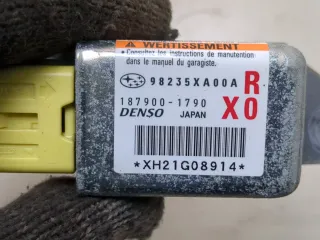 AVERTISSEMENT
• Consultez les instructions de manutention
dans le manuel du garagiste.
98235XA00A R
187900-1790 X0
DENSO JAPAN
*XH21G08914*